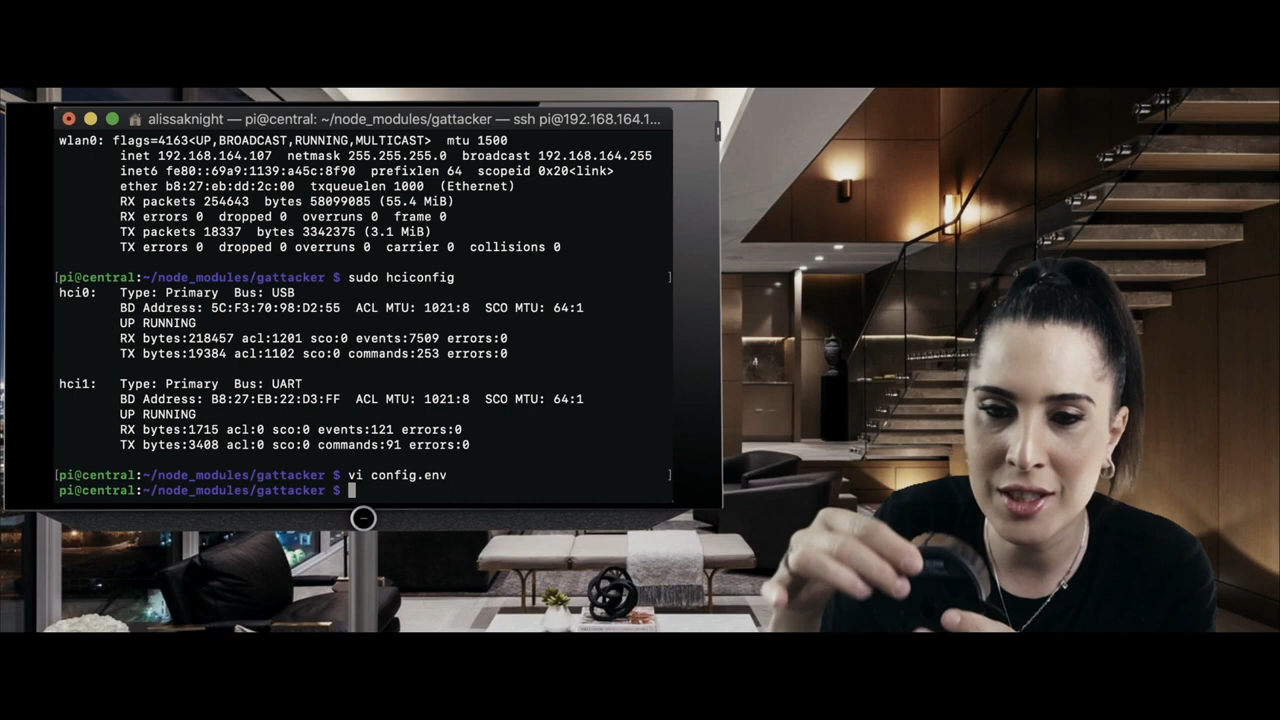 alissaknight — pi@central: ~/node_modules/gattacker — ssh pi@192.168.164.1...
wlan0: flags=4163<UP,BROADCAST,RUNNING,MULTICAST>  mtu 1500
inet 192.168.164.107  netmask 255.255.255.0  broadcast 192.168.164.255
inet6 fe80::69a9:1139:a45c:8f90  prefixlen 64  scopeid 0x20<link>
ether b8:27:eb:dd:2c:00  txqueuelen 1000  (Ethernet)
RX packets 254643  bytes 58099085 (55.4 MiB)
RX errors 0  dropped 0  overruns 0  frame 0
TX packets 18337  bytes 3342375 (3.1 MiB)
TX errors 0  dropped 0 overruns 0  carrier 0  collisions 0
[pi@central:~/node_modules/gattacker $ sudo hciconfig ]
hci0:   Type: Primary  Bus: USB
BD Address: 5C:F3:70:98:D2:55  ACL MTU: 1021:8  SCO MTU: 64:1
UP RUNNING
RX bytes:218457 acl:1201 sco:0 events:7509 errors:0
TX bytes:19384 acl:1102 sco:0 commands:253 errors:0
hci1:   Type: Primary  Bus: UART
BD Address: B8:27:EB:22:D3:FF  ACL MTU: 1021:8  SCO MTU: 64:1
UP RUNNING
RX bytes:1715 acl:0 sco:0 events:121 errors:0
TX bytes:3408 acl:0 sco:0 commands:91 errors:0
[pi@central:~/node_modules/gattacker $ vi config.env ]
pi@central:~/node_modules/gattacker $